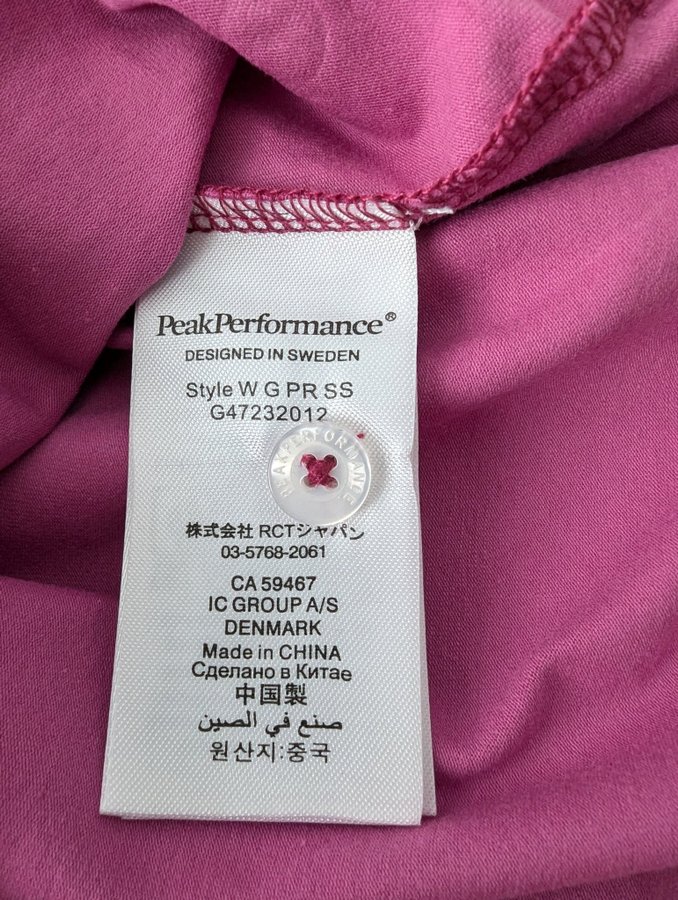 PeakPerformance®
DESIGNED IN SWEDEN
Style W G PR SS
G47232012
PEAKPERFORMANCE
株式会社 RCTジャパン
03-5768-2061
CA 59467
IC GROUP A/S
DENMARK
Made in CHINA
Сделано в Китае
中国製
صنع في الصين
원산지:중국